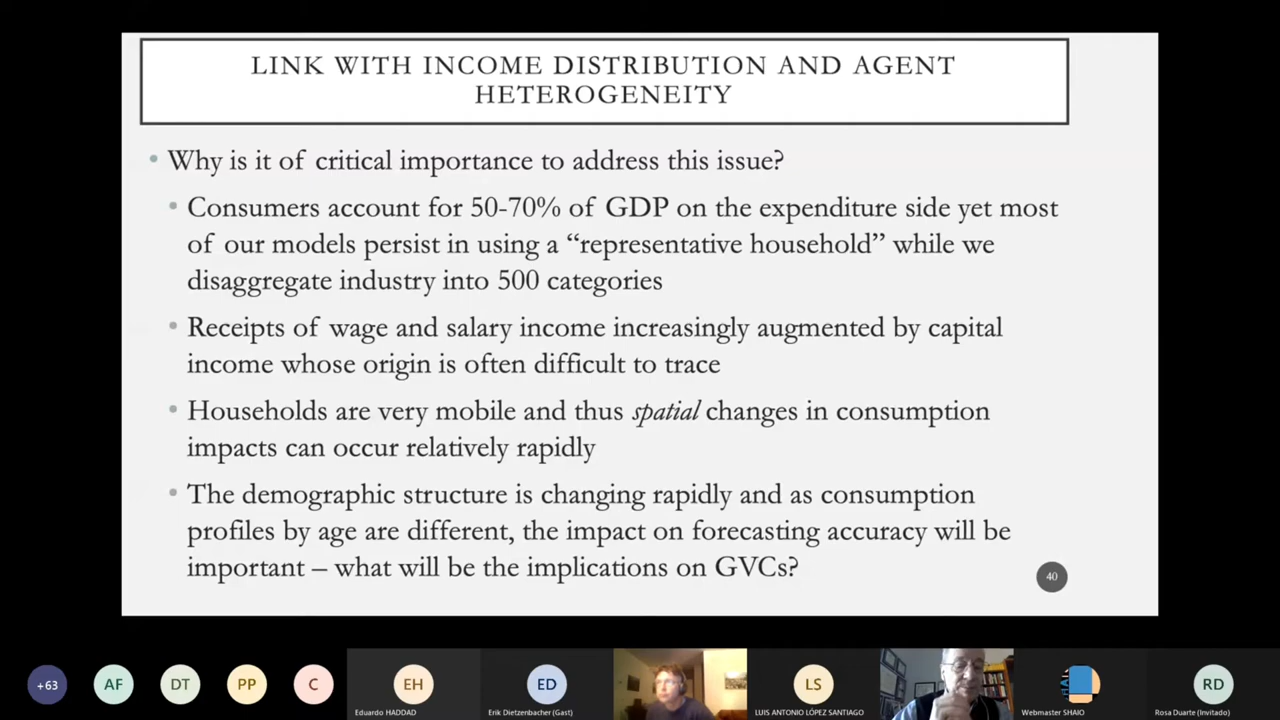 LINK WITH INCOME DISTRIBUTION AND AGENT
HETEROGENEITY
• Why is it of critical importance to address this issue?
• Consumers account for 50-70% of GDP on the expenditure side yet most
of our models persist in using a “representative household” while we
disaggregate industry into 500 categories
• Receipts of wage and salary income increasingly augmented by capital
income whose origin is often difficult to trace
• Households are very mobile and thus spatial changes in consumption
impacts can occur relatively rapidly
• The demographic structure is changing rapidly and as consumption
profiles by age are different, the impact on forecasting accuracy will be
important – what will be the implications on GVCs?
40
+63
AF
DT
PP
C
EH
Eduardo HADDAD
ED
Erik Dietzenbacher (Gast)
LS
LUIS ANTONIO LÓPEZ SANTIAGO
Webmaster SHAIO
RD
Rosa Duarte (Invitado)